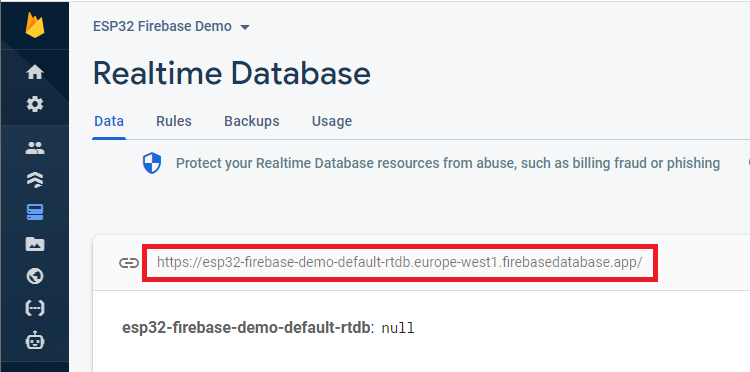 ESP32 Firebase Demo
Realtime Database
Data Rules Backups Usage
Protect your Realtime Database resources from abuse, such as billing fraud or phishing
https://esp32-firebase-demo-default-rtdb.europe-west1.firebasedatabase.app/
esp32-firebase-demo-default-rtdb: null